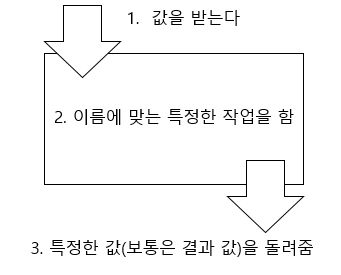 1. 값을 받는다
2. 이름에 맞는 특정한 작업을 함
3. 특정한 값(보통은 결과 값)을 돌려줌